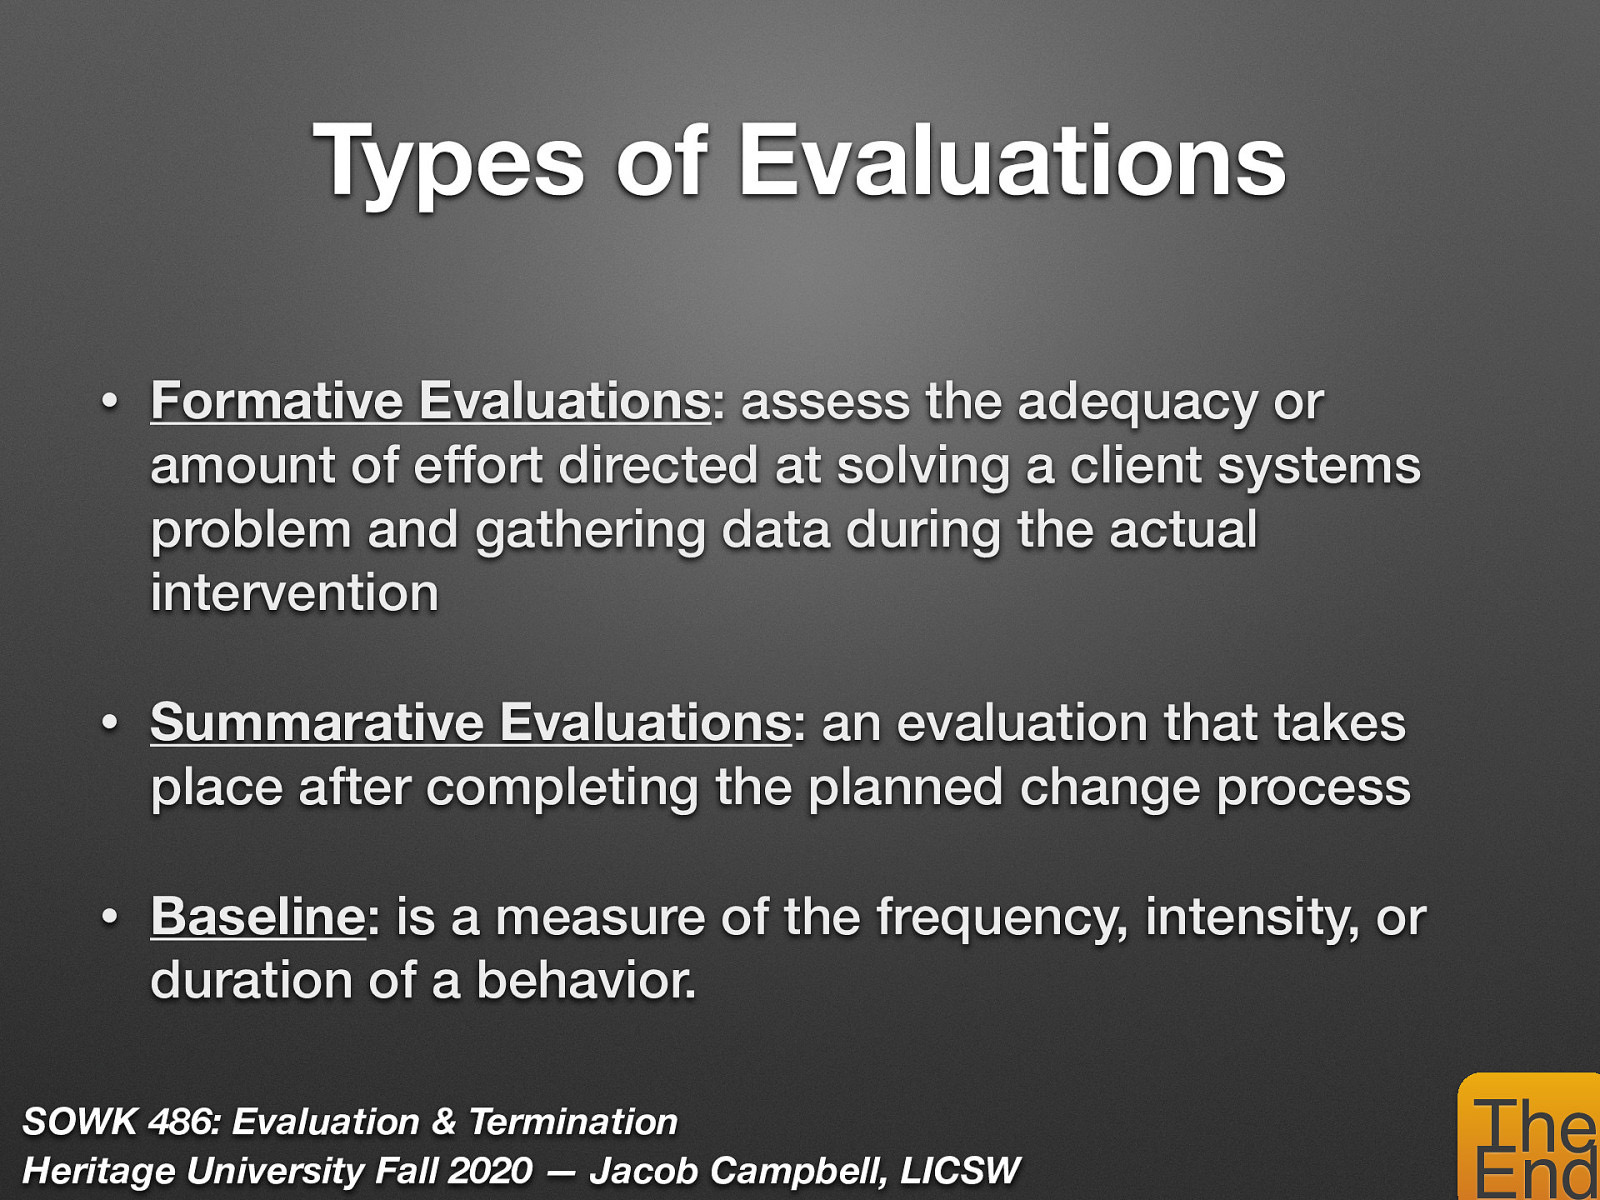 Types of Evaluations
• Formative Evaluations: assess the adequacy or
amount of effort directed at solving a client systems
problem and gathering data during the actual
intervention
• Summarative Evaluations: an evaluation that takes
place after completing the planned change process
• Baseline: is a measure of the frequency, intensity, or
duration of a behavior.
SOWK 486: Evaluation & Termination
Heritage University Fall 2020 — Jacob Campbell, LICSW
The
End